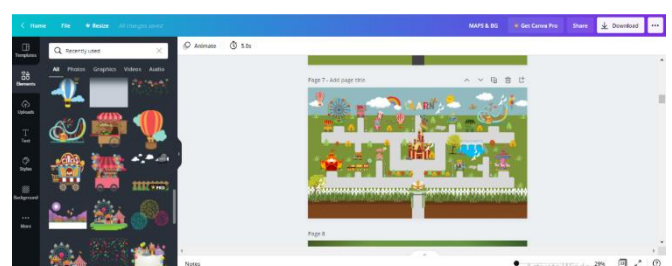 Home File Resize All changes saved MAPS & BG Get Canva Pro Share Download
Templates
Elements
Uploads
Text
Styles
Background
More
Recently used
All Photos Graphics Videos Audio
PRO
Animate 5.0s
Page 7 - Add page title
Page 8
Notes 29%